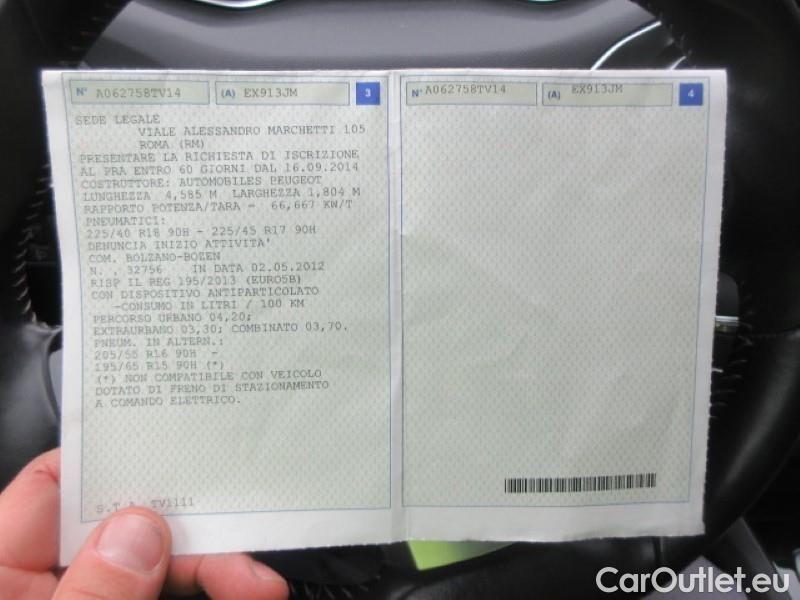 N° A062758TV14 (A) EX913JM 3
SEDE LEGALE
VIALE ALESSANDRO MARCHETTI 105
ROMA (RM)
PRESENTARE LA RICHIESTA DI ISCRIZIONE
AL PRA ENTRO 60 GIORNI DAL 16.09.2014
COSTRUTTORE: AUTOMOBILES PEUGEOT
LUNGHEZZA 4,585 M LARGHEZZA 1,804 M
RAPPORTO POTENZA/TARA - 66,667 KW/T
PNEUMATICI:
225/40 R18 90H - 225/45 R17 90H
DENUNCIA INIZIO ATTIVITA'
COM. BOLZANO-BOZEN
N. , 32756 IN DATA 02.05.2012
RISP IL REG 195/2013 (EURO5B)
CON DISPOSITIVO ANTIPARTICOLATO
-CONSUMO IN LITRI / 100 KM
PERCORSO URBANO 04,20;
EXTRAURBANO 03,30; COMBINATO 03,70.
PNEUM. IN ALTERN.:
205/55 R16 90H -
195/65 R15 90H (*)
(*) NON COMPATIBILE CON VEICOLO
DOTATO DI FRENO DI STAZIONAMENTO
A COMANDO ELETTRICO.
S.T.A. TV1111
N° A062758TV14 (A) EX913JM 4
CarOutlet.eu